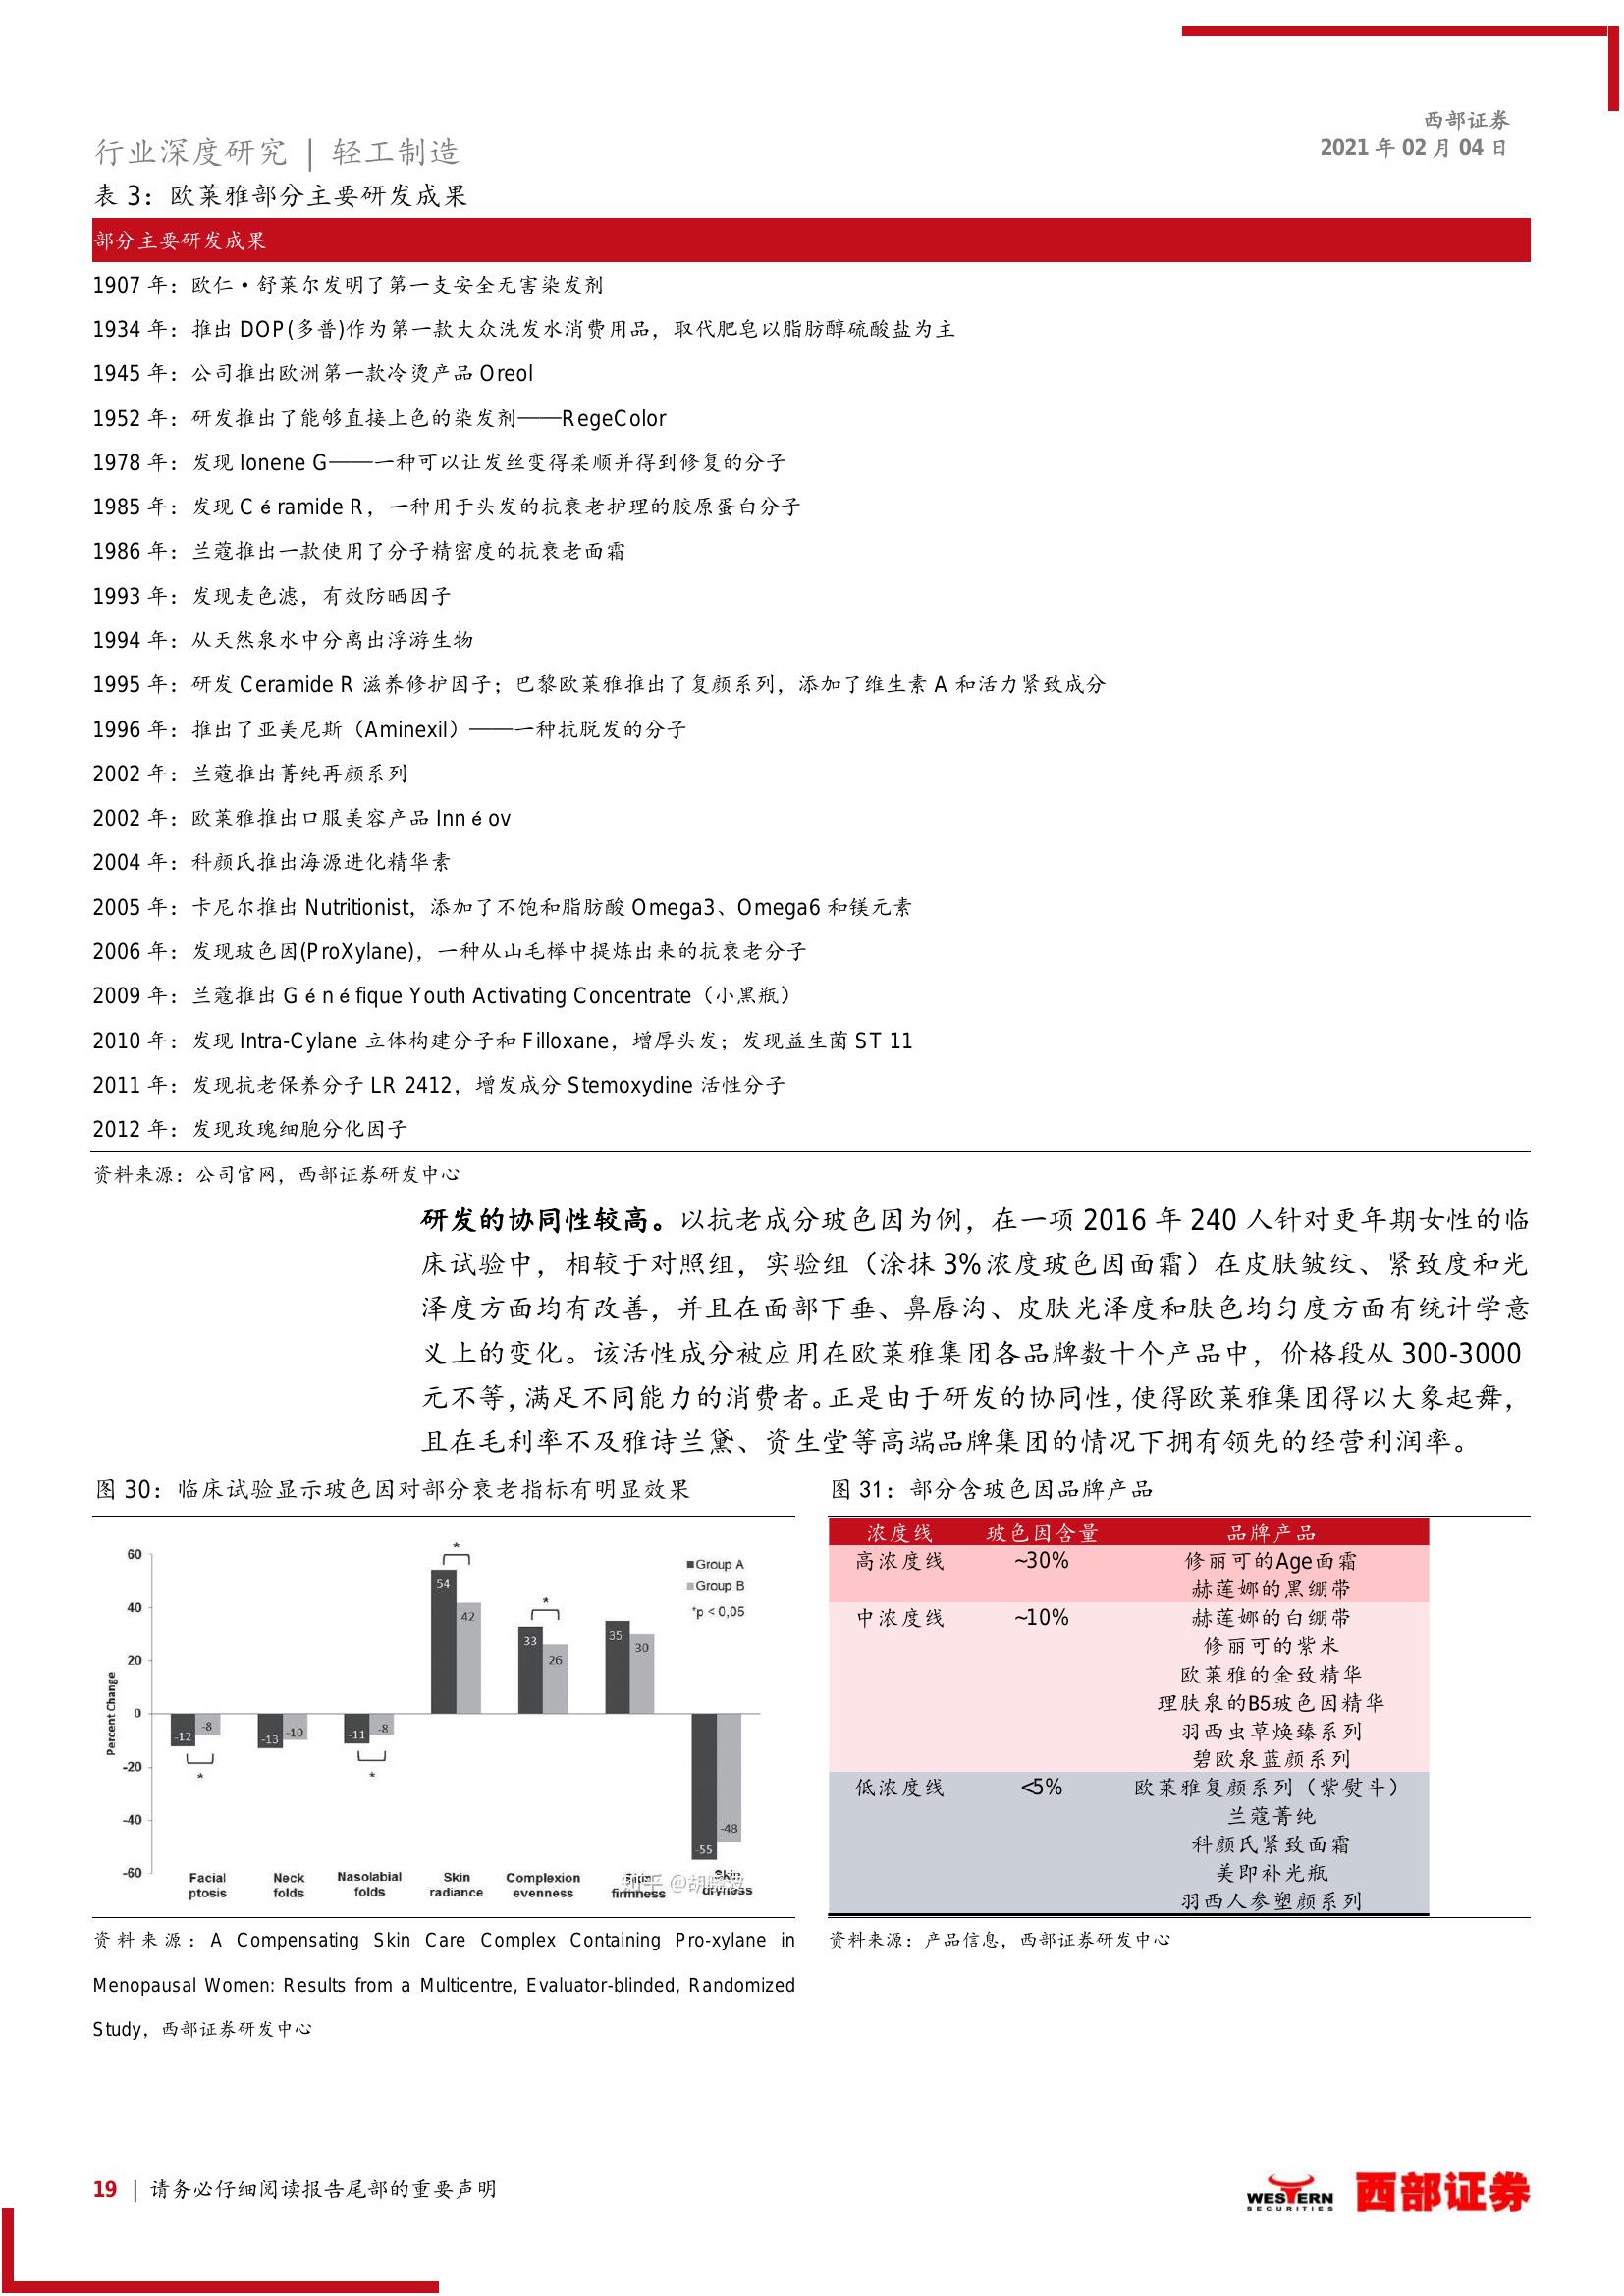 西部证券
2021 年 02 月 04 日
行业深度研究 | 轻工制造
表 3：欧莱雅部分主要研发成果
部分主要研发成果
1907 年：欧仁·舒莱尔发明了第一支安全无害染发剂
1934 年：推出 DOP(多普)作为第一款大众洗发水消费用品，取代肥皂以脂肪醇硫酸盐为主
1945 年：公司推出欧洲第一款冷烫产品 Oreol
1952 年：研发推出了能够直接上色的染发剂——RegeColor
1978 年：发现 Ionene G——一种可以让发丝变得柔顺并得到修复的分子
1985 年：发现 C é ramide R，一种用于头发的抗衰老护理的胶原蛋白分子
1986 年：兰蔻推出一款使用了分子精密度的抗衰老面霜
1993 年：发现麦色滤，有效防晒因子
1994 年：从天然泉水中分离出浮游生物
1995 年：研发 Ceramide R 滋养修护因子；巴黎欧莱雅推出了复颜系列，添加了维生素 A 和活力紧致成分
1996 年：推出了亚美尼斯（Aminexil）——一种抗脱发的分子
2002 年：兰蔻推出菁纯再颜系列
2002 年：欧莱雅推出口服美容产品 Inn é ov
2004 年：科颜氏推出海源进化精华素
2005 年：卡尼尔推出 Nutritionist，添加了不饱和脂肪酸 Omega3、Omega6 和镁元素
2006 年：发现玻色因(ProXylane)，一种从山毛榉中提炼出来的抗衰老分子
2009 年：兰蔻推出 G é n é fique Youth Activating Concentrate（小黑瓶）
2010 年：发现 Intra-Cylane 立体构建分子和 Filloxane，增厚头发；发现益生菌 ST 11
2011 年：发现抗老保养分子 LR 2412，增发成分 Stemoxydine 活性分子
2012 年：发现玫瑰细胞分化因子
资料来源：公司官网，西部证券研发中心
研发的协同性较高。以抗老成分玻色因为例，在一项 2016 年 240 人针对更年期女性的临
床试验中，相较于对照组，实验组（涂抹 3%浓度玻色因面霜）在皮肤皱纹、紧致度和光
泽度方面均有改善，并且在面部下垂、鼻唇沟、皮肤光泽度和肤色均匀度方面有统计学意
义上的变化。该活性成分被应用在欧莱雅集团各品牌数十个产品中，价格段从 300-3000
元不等，满足不同能力的消费者。正是由于研发的协同性，使得欧莱雅集团得以大象起舞，
且在毛利率不及雅诗兰黛、资生堂等高端品牌集团的情况下拥有领先的经营利润率。
图 30：临床试验显示玻色因对部分衰老指标有明显效果
Percent Change
60
40
20
0
-20
-40
-60
Group A
Group B
*p < 0,05
-12 -8
*
-13 -10
-11 -8
*
*
54 42
*
33 26
35 30
-55 -48
Facial ptosis
Neck folds
Nasolabial folds
Skin radiance
Complexion evenness
Skin firmness
Skin dryness
知乎 @胡晓波
资料来源：A Compensating Skin Care Complex Containing Pro-xylane in
Menopausal Women: Results from a Multicentre, Evaluator-blinded, Randomized
Study，西部证券研发中心
图 31：部分含玻色因品牌产品
浓度线 玻色因含量 品牌产品
高浓度线 ~30% 修丽可的Age面霜
赫莲娜的黑绷带
中浓度线 ~10% 赫莲娜的白绷带
修丽可的紫米
欧莱雅的金致精华
理肤泉的B5玻色因精华
羽西虫草焕臻系列
碧欧泉蓝颜系列
低浓度线 <5% 欧莱雅复颜系列（紫熨斗）
兰蔻菁纯
科颜氏紧致面霜
美即补光瓶
羽西人参塑颜系列
资料来源：产品信息，西部证券研发中心
19 | 请务必仔细阅读报告尾部的重要声明
WESTERN
SECURITIES
西部证券